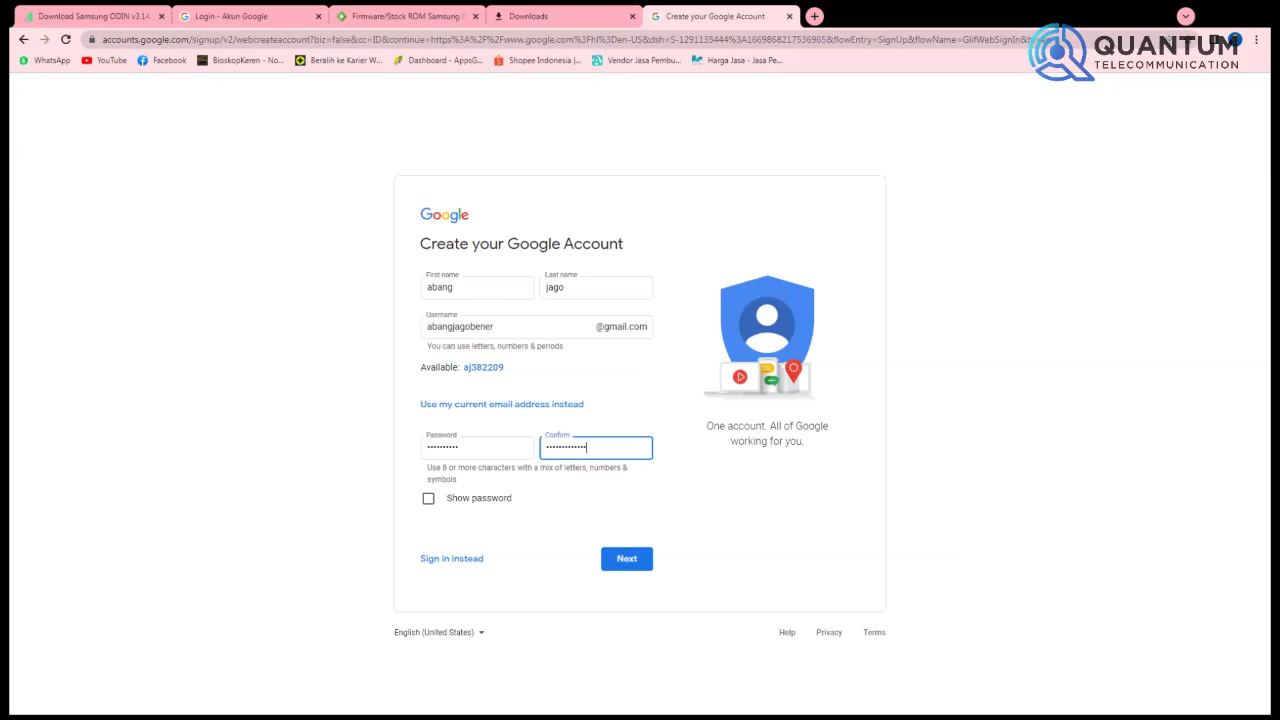 Download Samsung ODIN v3.14.
Login - Akun Google
Firmware/Stock ROM Samsung G
Downloads
Create your Google Account
accounts.google.com/signup/v2/webcreateaccount?biz=false&cc=ID&continue=https%3A%2F%2Fwww.google.com%3Fhl%3Den-US&dsh=S-1291135444%3A1669868217536965&flowEntry=SignUp&flowName=GlifWebSignIn&
WhatsApp
YouTube
Facebook
BioskopKeren - No...
Beralih ke Karier W...
Dashboard - AppsG...
Shopee Indonesia |...
Vendor Jasa Pembu...
Harga Jasa - Jasa Pe...
QUANTUM
TELECOMMUNICATION
Google
Create your Google Account
First name
Last name
abang
jago
Username
abangjagobener
@gmail.com
You can use letters, numbers & periods
Available: aj382209
Use my current email address instead
Password
Confirm
Use 8 or more characters with a mix of letters, numbers &
symbols
Show password
Sign in instead
Next
One account. All of Google
working for you.
English (United States)
Help
Privacy
Terms